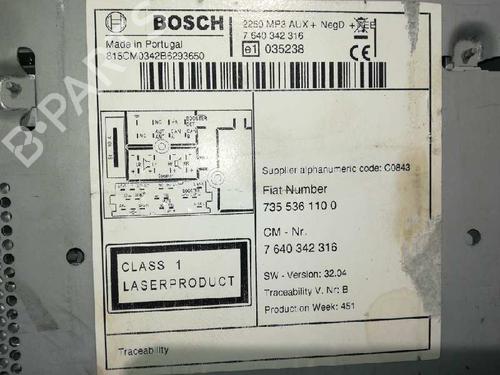 BOSCH
2250 MP3 AUX + NegD +
7 640 342 316
Made in Portugal
815CM0342B6293650
e1 035238 CE
Supplier alphanumeric code: C0843
Fiat Number
735 536 110 0
CM - Nr.
7 640 342 316
CLASS 1
LASERPRODUCT
SW - Version: 32.04
Traceability V. Nr: B
Production Week: 451
Traceability
B-PARTS